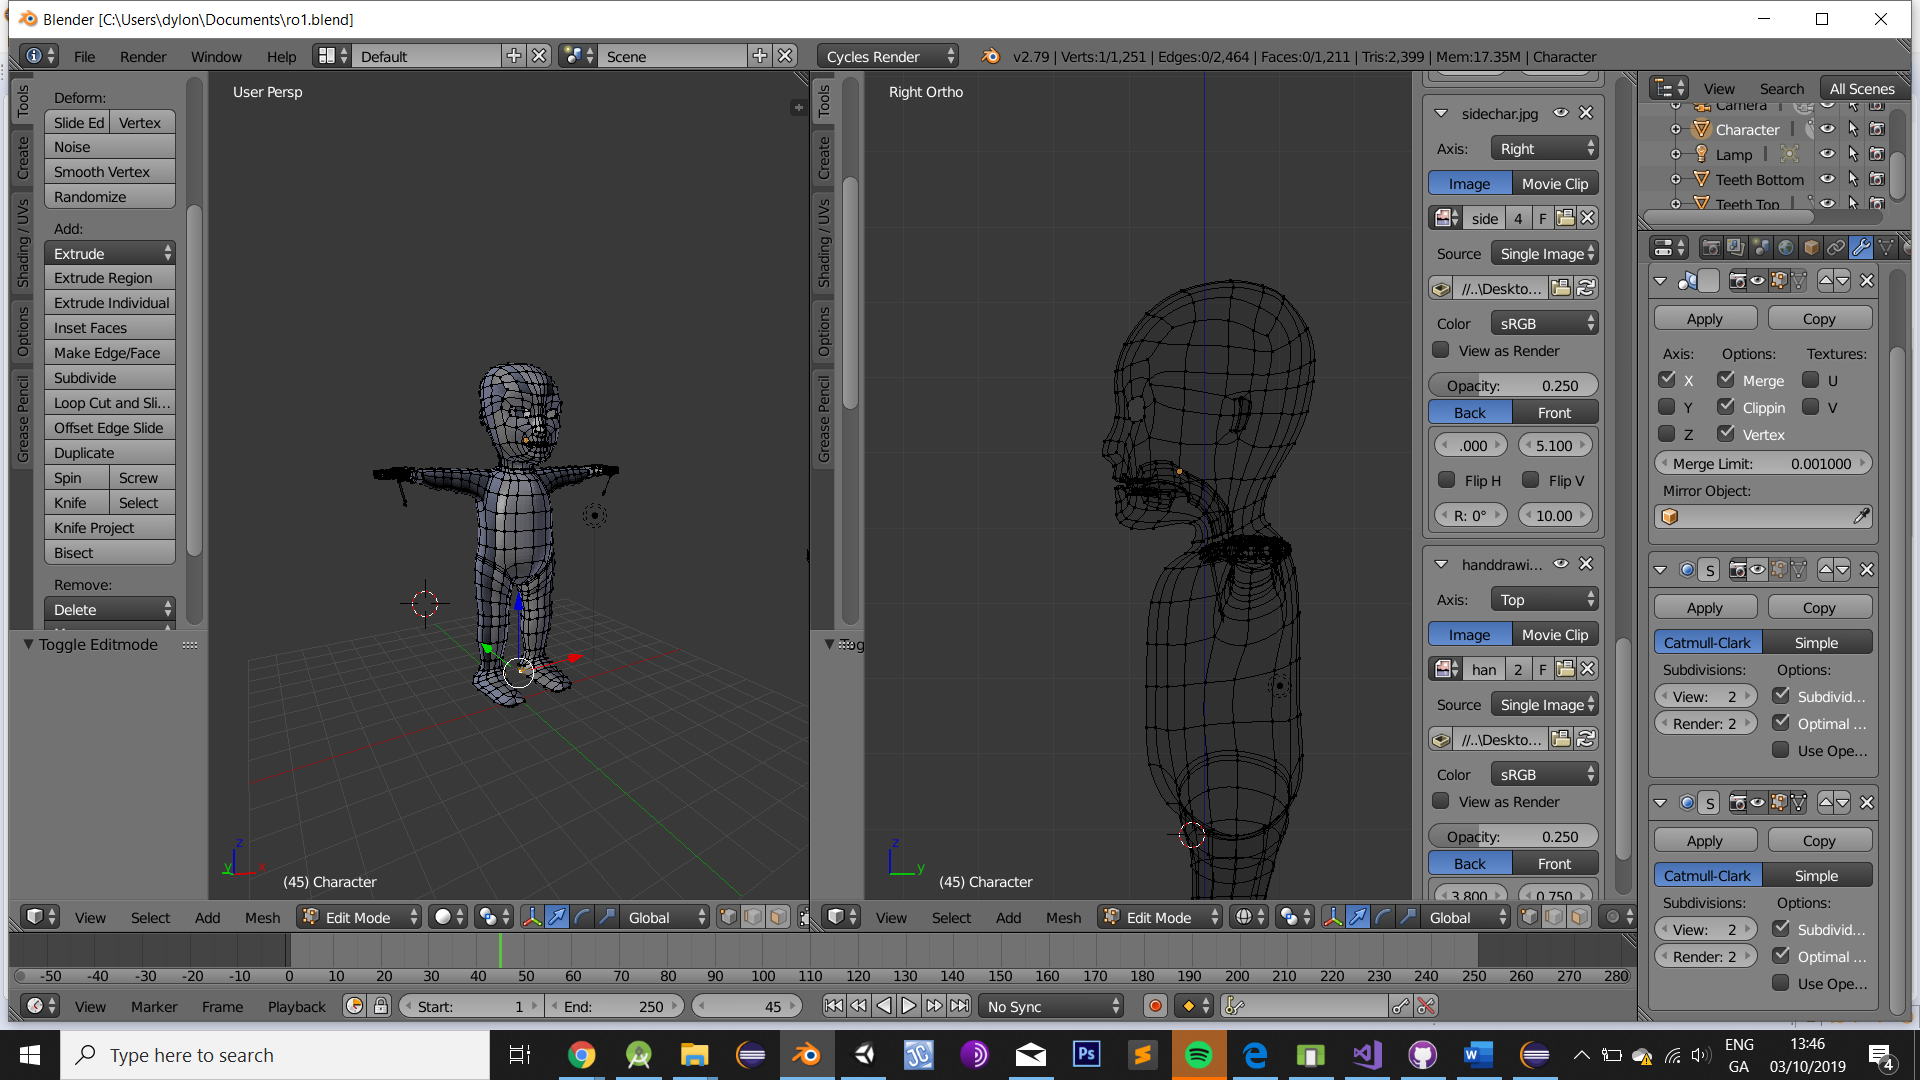 Blender [C:\Users\dylon\Documents\ro1.blend]
File Render Window Help Default Scene Cycles Render v2.79 | Verts:1/1,251 | Edges:0/2,464 | Faces:0/1,211 | Tris:2,399 | Mem:17.35M | Character
Tools
Create
Shading / UVs
Options
Grease Pencil
Deform:
Slide Ed Vertex
Noise
Smooth Vertex
Randomize
Add:
Extrude
Extrude Region
Extrude Individual
Inset Faces
Make Edge/Face
Subdivide
Loop Cut and Sli...
Offset Edge Slide
Duplicate
Spin Screw
Knife Select
Knife Project
Bisect
Remove:
Delete
Toggle Editmode
User Persp
z
y x
(45) Character
View Select Add Mesh Edit Mode Global
Tools
Create
Shading / UVs
Options
Grease Pencil
Tog
Right Ortho
z
y
(45) Character
View Select Add Mesh Edit Mode Global
sidechar.jpg
Axis: Right
Image Movie Clip
side 4 F
Source Single Image
//..\Deskto...
Color sRGB
View as Render
Opacity: 0.250
Back Front
.000 5.100
Flip H Flip V
R: 0° 10.00
handdrawi...
Axis: Top
Image Movie Clip
han 2 F
Source Single Image
//..\Deskto...
Color sRGB
View as Render
Opacity: 0.250
Back Front
3.800 0.750
View Search All Scenes
Camera
Character
Lamp
Teeth Bottom
Teeth Top
Apply Copy
Axis: Options: Textures:
X Merge U
Y Clippin V
Z Vertex
Merge Limit: 0.001000
Mirror Object:
S
Apply Copy
Catmull-Clark Simple
Subdivisions: Options:
View: 2 Subdivid...
Render: 2 Optimal ...
Use Ope...
S
Apply Copy
Catmull-Clark Simple
Subdivisions: Options:
View: 2 Subdivid...
Render: 2 Optimal ...
Use Ope...
-50 -40 -30 -20 -10 0 10 20 30 40 50 60 70 80 90 100 110 120 130 140 150 160 170 180 190 200 210 220 230 240 250 260 270 280
View Marker Frame Playback Start: 1 End: 250 45 No Sync
Type here to search
Ps
ENG
GA
13:46
03/10/2019
4